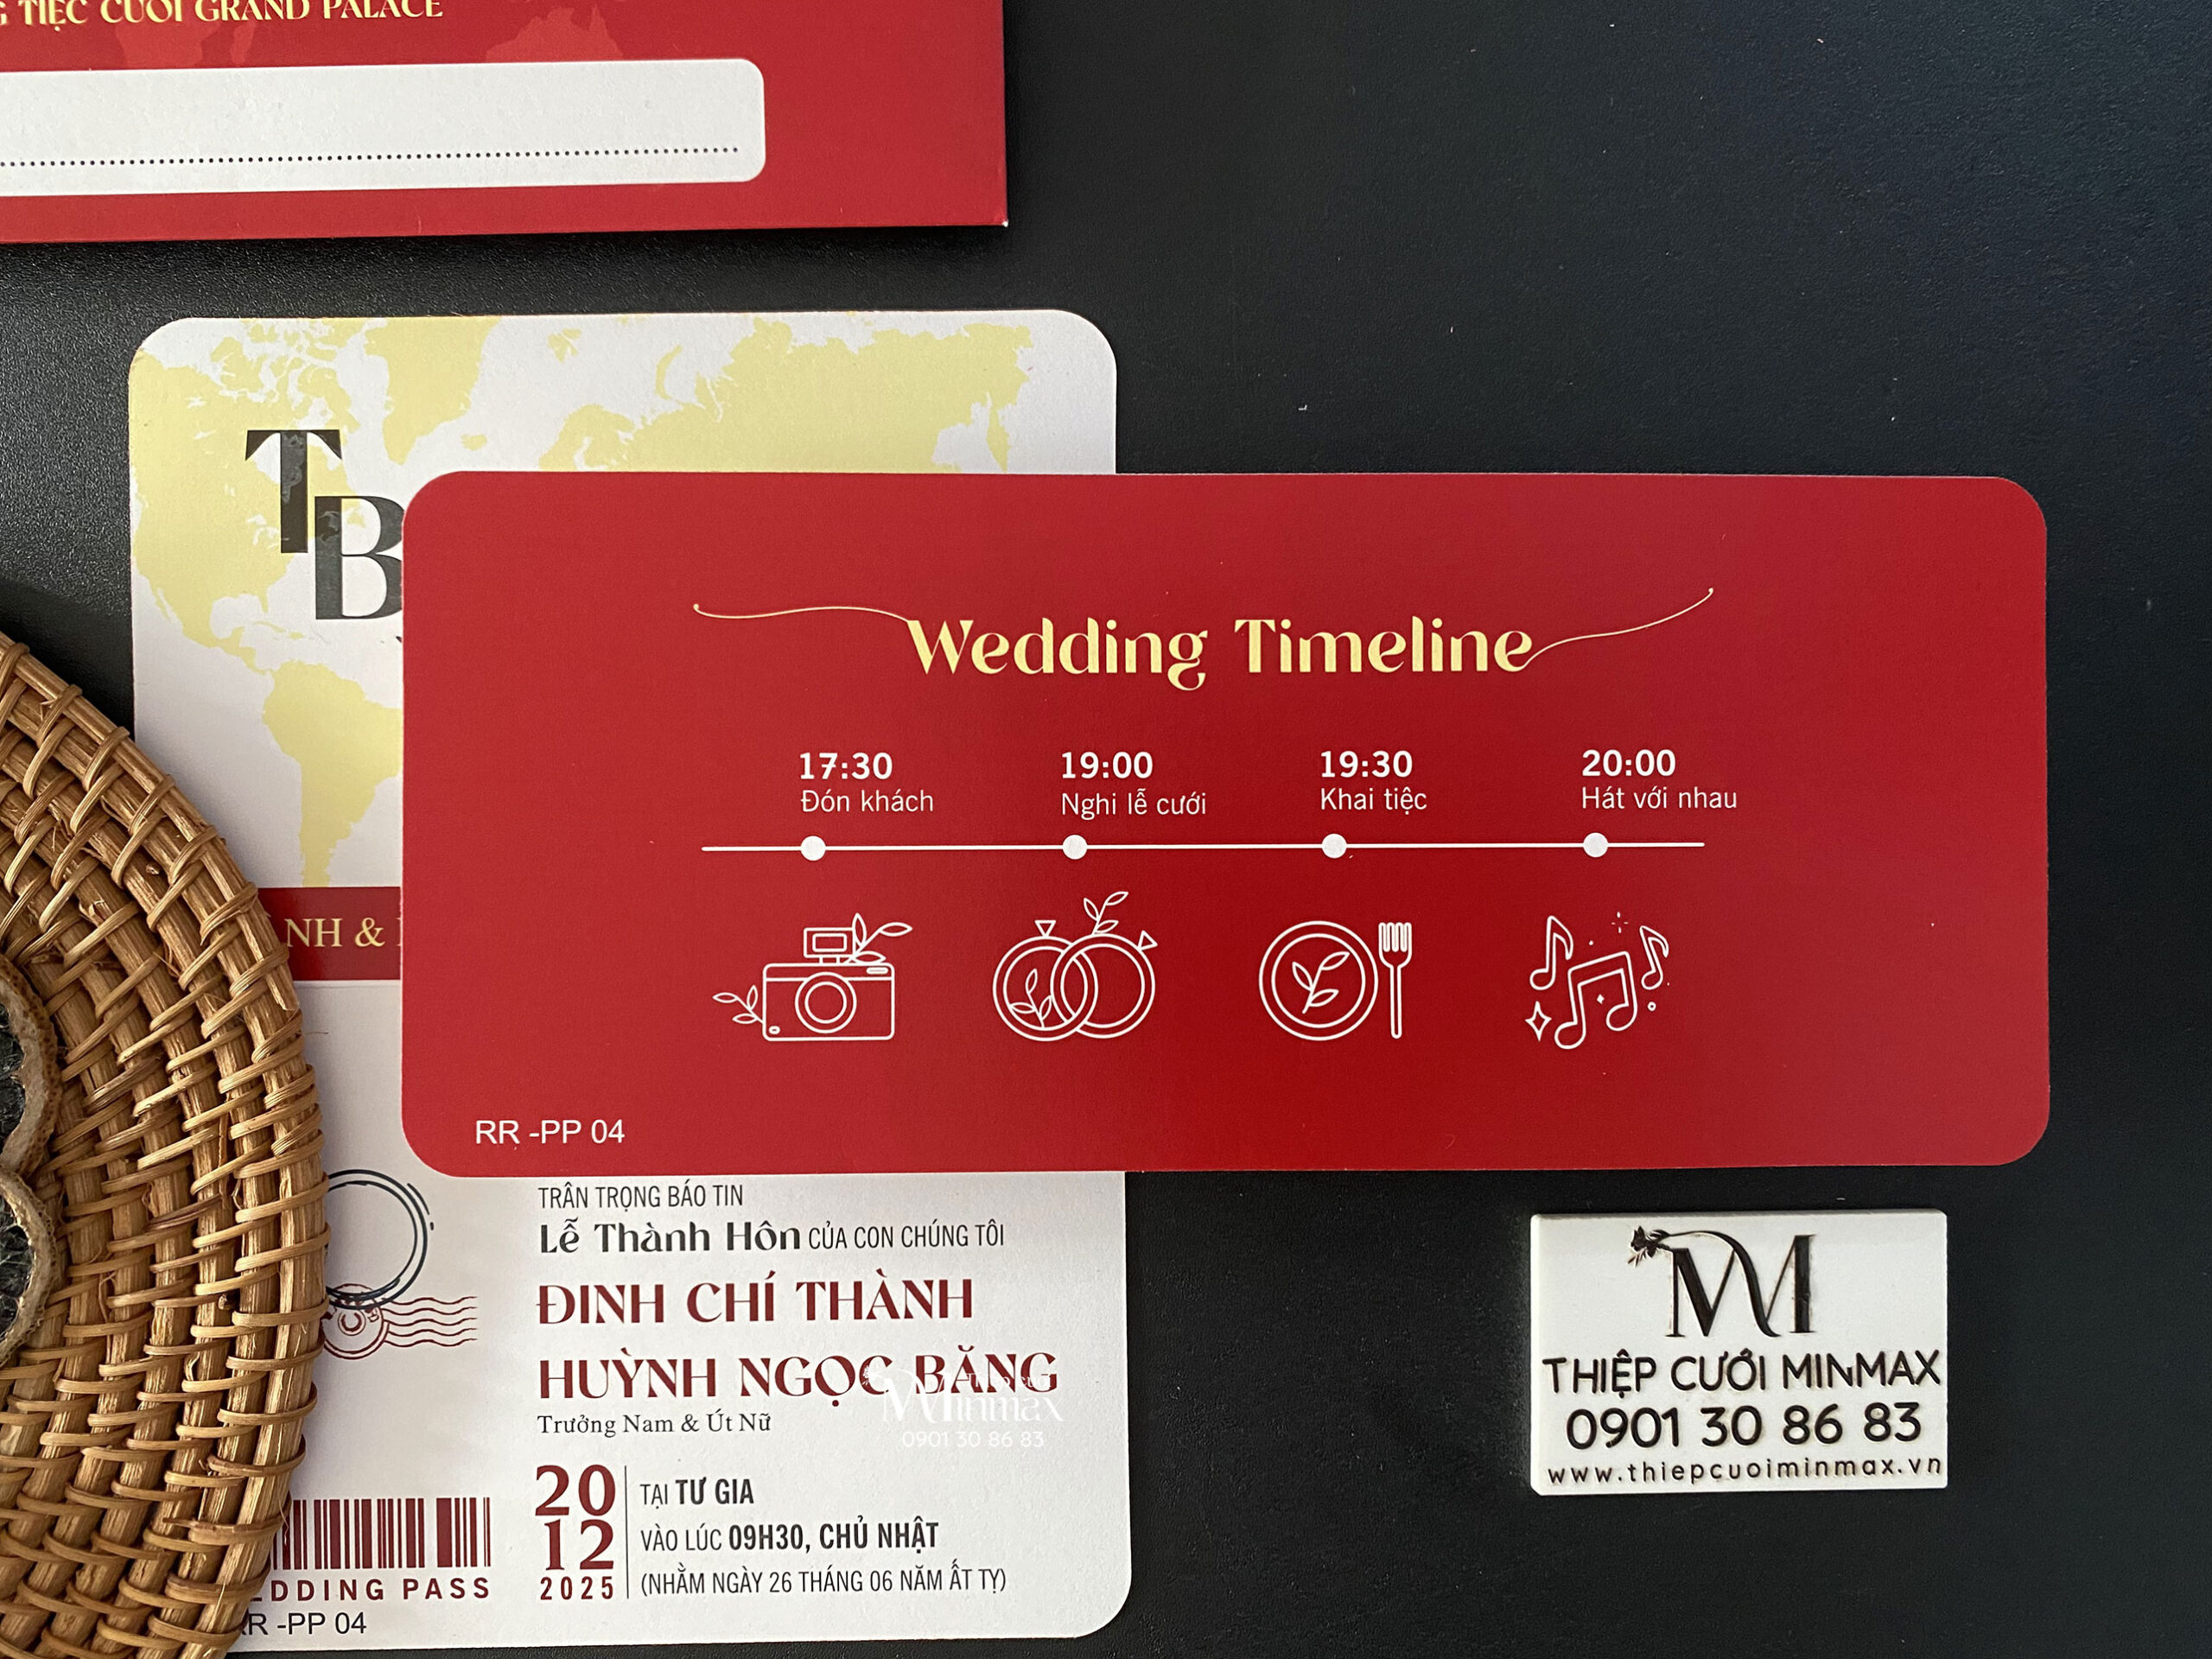 TIỆC CƯỚI GRAND PALACE
TB
NH &
Wedding Timeline
17:30 19:00 19:30 20:00
Đón khách Nghi lễ cưới Khai tiệc Hát với nhau
RR -PP 04
TRÂN TRỌNG BÁO TIN
Lễ Thành Hôn CỦA CON CHÚNG TÔI
ĐINH CHÍ THÀNH
HUỲNH NGỌC BĂNG
Trưởng Nam & Út Nữ
Minmax
0901 30 86 83
20
12
2025
TẠI TƯ GIA
VÀO LÚC 09H30, CHỦ NHẬT
(NHẰM NGÀY 26 THÁNG 06 NĂM ẤT TỴ)
DDING PASS
R -PP 04
M
THIỆP CƯỚI MINMAX
0901 30 86 83
www.thiepcuoiminmax.vn